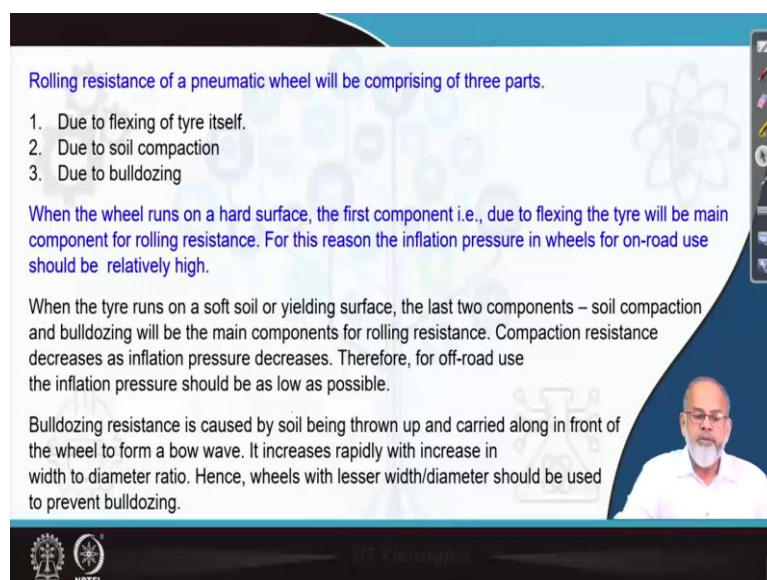 Rolling resistance of a pneumatic wheel will be comprising of three parts.
1. Due to flexing of tyre itself.
2. Due to soil compaction
3. Due to bulldozing
When the wheel runs on a hard surface, the first component i.e., due to flexing the tyre will be main
component for rolling resistance. For this reason the inflation pressure in wheels for on-road use
should be relatively high.
When the tyre runs on a soft soil or yielding surface, the last two components – soil compaction
and bulldozing will be the main components for rolling resistance. Compaction resistance
decreases as inflation pressure decreases. Therefore, for off-road use
the inflation pressure should be as low as possible.
Bulldozing resistance is caused by soil being thrown up and carried along in front of
the wheel to form a bow wave. It increases rapidly with increase in
width to diameter ratio. Hence, wheels with lesser width/diameter should be used
to prevent bulldozing.
NPTEL